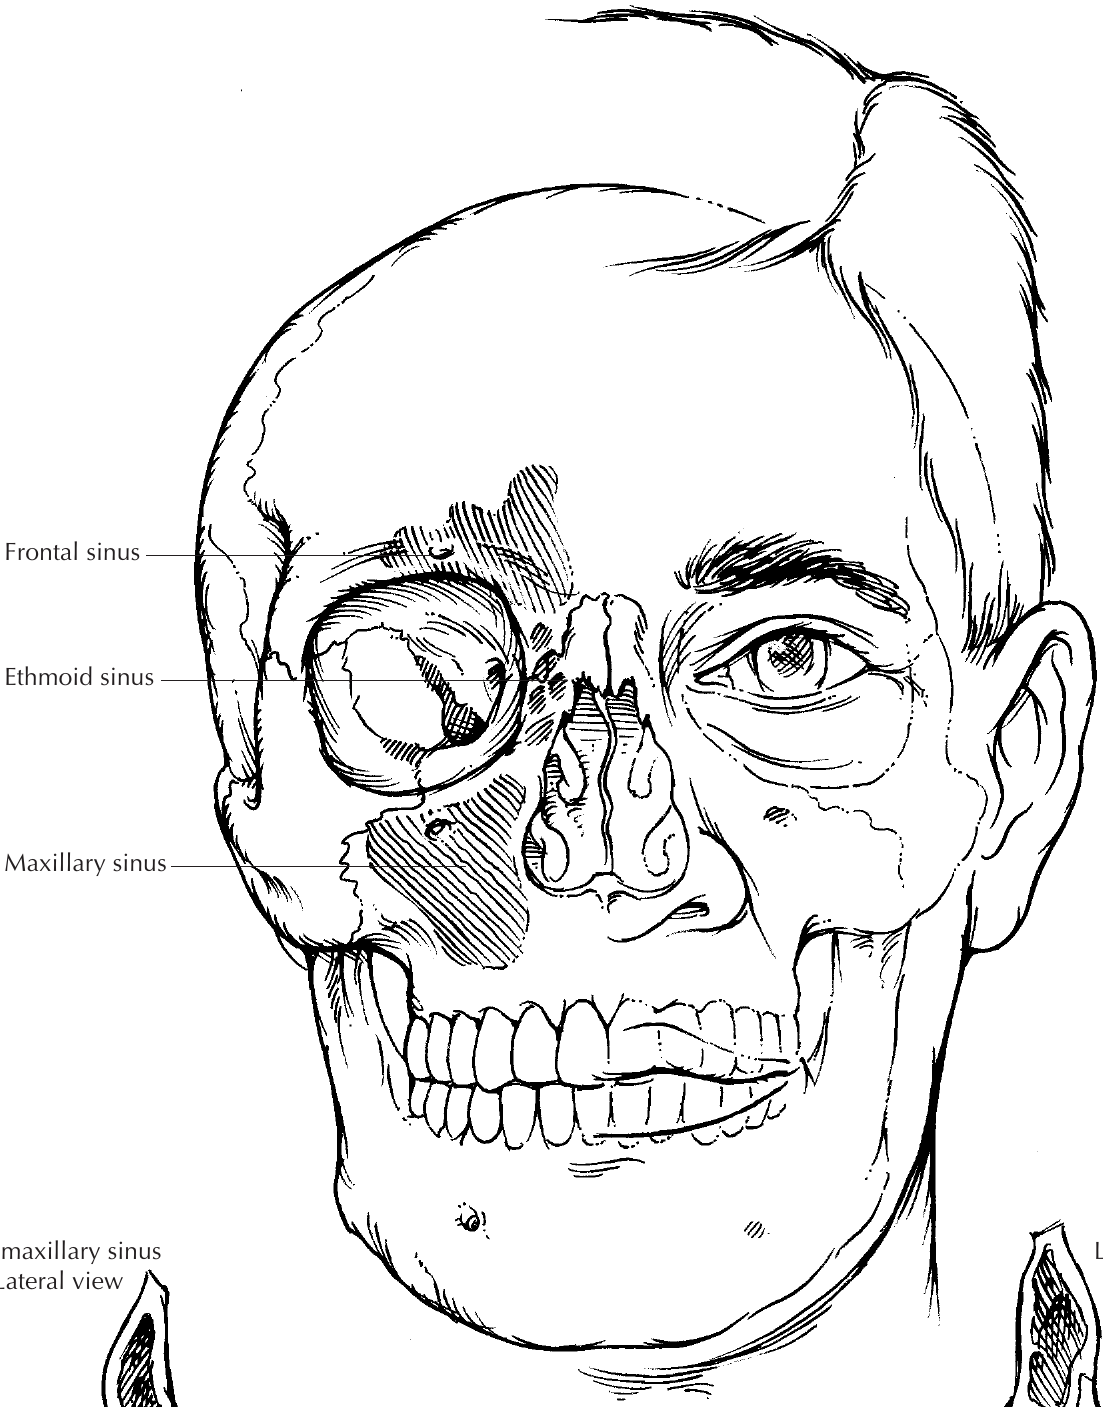 Frontal sinus
Ethmoid sinus
Maxillary sinus
maxillary sinus
Lateral view
L